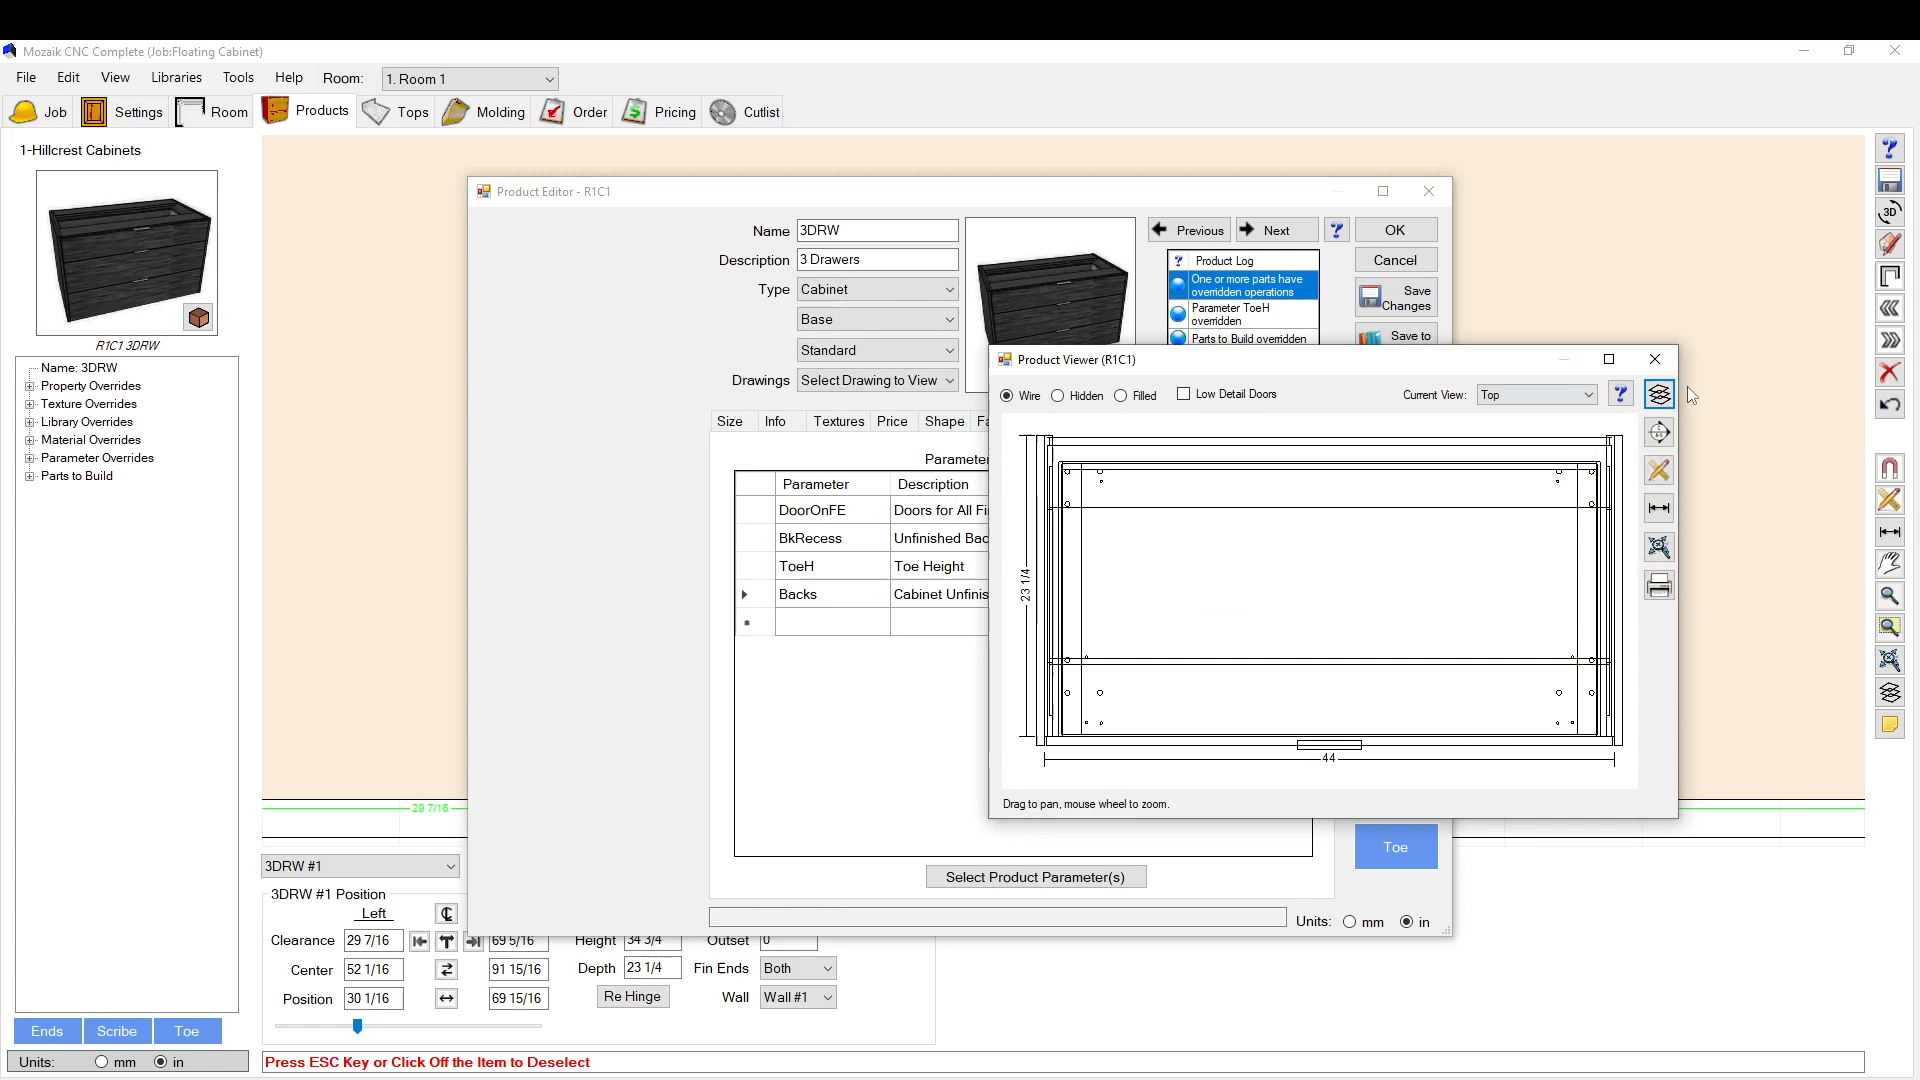 Mozaik CNC Complete (Job:Floating Cabinet)
File Edit View Libraries Tools Help Room: 1. Room 1
Job Settings Room Products Tops Molding Order Pricing Cutlist
1-Hillcrest Cabinets
R1C1 3DRW
Name: 3DRW
Property Overrides
Texture Overrides
Library Overrides
Material Overrides
Parameter Overrides
Parts to Build
Ends Scribe Toe
Units: mm in
Product Editor - R1C1
Name 3DRW
Description 3 Drawers
Type Cabinet
Base
Standard
Drawings Select Drawing to View
Previous Next ? OK
? Product Log
One or more parts have
overridden operations
Parameter ToeH
overridden
Parts to Build overridden
Cancel
Save
Changes
Save to
Size Info Textures Price Shape Fa
Parameter
Parameter Description
DoorOnFE Doors for All Fi
BkRecess Unfinished Bac
ToeH Toe Height
Backs Cabinet Unfinis
Select Product Parameter(s)
Toe
Units: mm in
Product Viewer (R1C1)
Wire Hidden Filled Low Detail Doors Current View: Top ?
23 1/4
44
Drag to pan, mouse wheel to zoom.
3D
29 7/16
3DRW #1
3DRW #1 Position
Left
Clearance 29 7/16 69 5/16 Height 34 3/4 Outset 0
Center 52 1/16 91 15/16 Depth 23 1/4 Fin Ends Both
Position 30 1/16 69 15/16 Re Hinge Wall Wall #1
Press ESC Key or Click Off the Item to Deselect